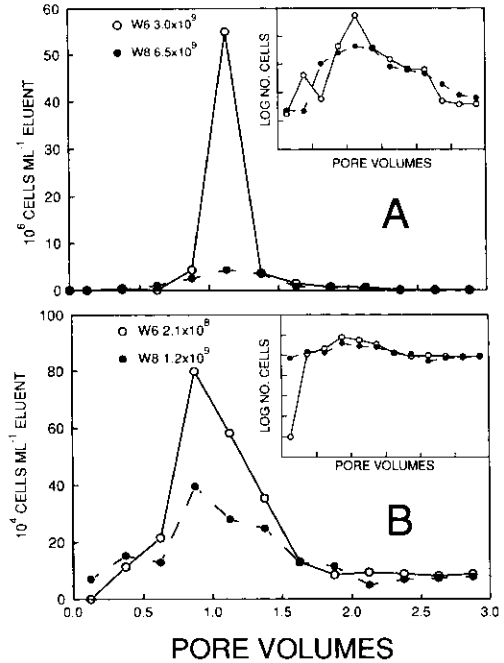 A
W6 3.0x10⁹
W8 6.5x10⁹
10⁶ CELLS ML⁻¹ ELUENT
60
50
40
30
20
10
0
LOG NO. CELLS
PORE VOLUMES
A
B
W6 2.1x10⁸
W8 1.2x10⁹
10⁴ CELLS ML⁻¹ ELUENT
100
80
60
40
20
0
LOG NO. CELLS
PORE VOLUMES
B
0.0 0.5 1.0 1.5 2.0 2.5 3.0
PORE VOLUMES